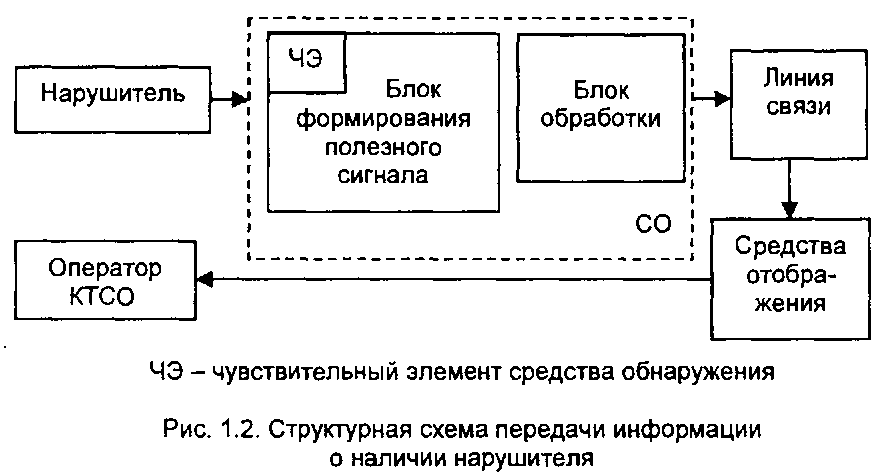 Нарушитель
ЧЭ
Блок
формирования
полезного
сигнала
Блок
обработки
СО
Линия
связи
Средства
отобра-
жения
Оператор
КТСО
ЧЭ – чувствительный элемент средства обнаружения
Рис. 1.2. Структурная схема передачи информации
о наличии нарушителя